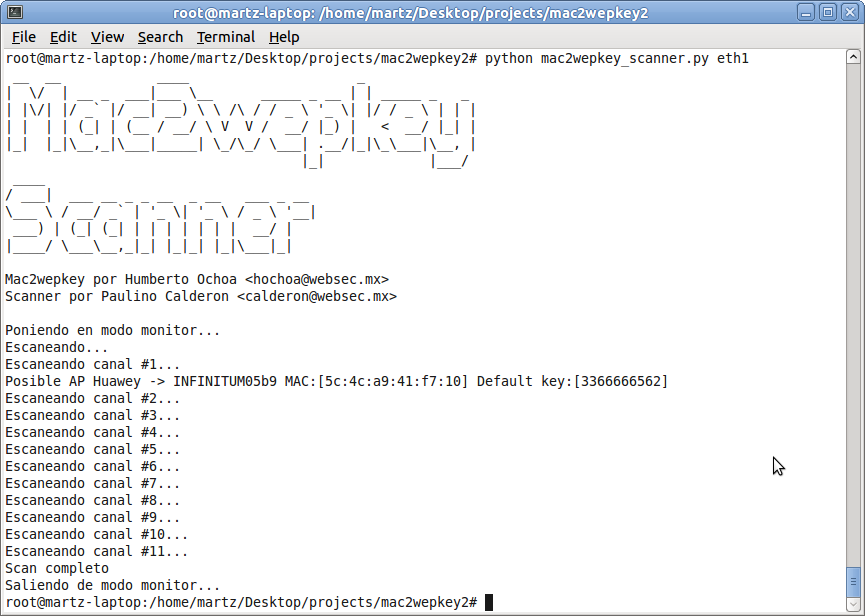 root@martz-laptop: /home/martz/Desktop/projects/mac2wepkey2
File Edit View Search Terminal Help
root@martz-laptop:/home/martz/Desktop/projects/mac2wepkey2# python mac2wepkey_scanner.py eth1
Mac2wepkey
Scanner
Mac2wepkey por Humberto Ochoa <hochoa@websec.mx>
Scanner por Paulino Calderon <calderon@websec.mx>
Poniendo en modo monitor...
Escaneando...
Escaneando canal #1...
Posible AP Huawey -> INFINITUM05b9 MAC:[5c:4c:a9:41:f7:10] Default key:[3366666562]
Escaneando canal #2...
Escaneando canal #3...
Escaneando canal #4...
Escaneando canal #5...
Escaneando canal #6...
Escaneando canal #7...
Escaneando canal #8...
Escaneando canal #9...
Escaneando canal #10...
Escaneando canal #11...
Scan completo
Saliendo de modo monitor...
root@martz-laptop:/home/martz/Desktop/projects/mac2wepkey2#